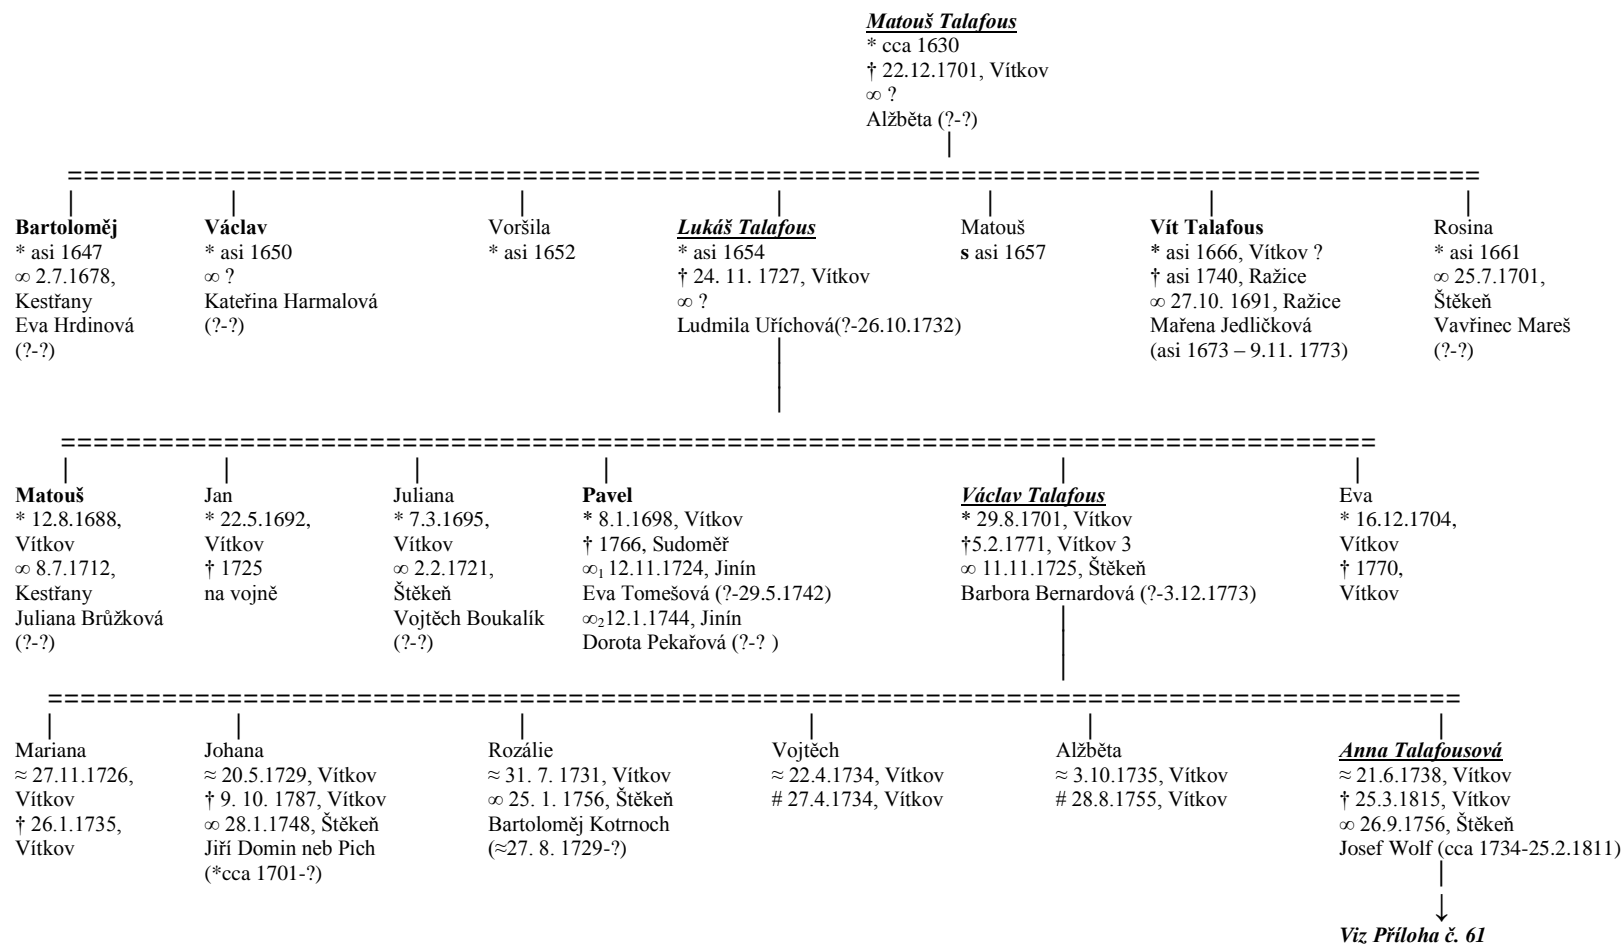 Matouš Talafous
* cca 1630
† 22.12.1701, Vítkov
∞ ?
Alžběta (?-?)
Bartoloměj
* asi 1647
∞ 2.7.1678,
Kestřany
Eva Hrdinová
(?-?)
Václav
* asi 1650
∞ ?
Kateřina Harmalová
(?-?)
Voršila
* asi 1652
Lukáš Talafous
* asi 1654
† 24. 11. 1727, Vítkov
∞ ?
Ludmila Uříchová(?-26.10.1732)
Matouš
s asi 1657
Vít Talafous
* asi 1666, Vítkov ?
† asi 1740, Ražice
∞ 27.10. 1691, Ražice
Mařena Jedličková
(asi 1673 – 9.11. 1773)
Rosina
* asi 1661
∞ 25.7.1701,
Štěkeň
Vavřinec Mareš
(?-?)
Matouš
* 12.8.1688,
Vítkov
∞ 8.7.1712,
Kestřany
Juliana Brůžková
(?-?)
Jan
* 22.5.1692,
Vítkov
† 1725
na vojně
Juliana
* 7.3.1695,
Vítkov
∞ 2.2.1721,
Štěkeň
Vojtěch Boukalík
(?-?)
Pavel
* 8.1.1698, Vítkov
† 1766, Sudoměř
∞₁ 12.11.1724, Jinín
Eva Tomešová (?-29.5.1742)
∞₂12.1.1744, Jinín
Dorota Pekařová (?-? )
Václav Talafous
* 29.8.1701, Vítkov
†5.2.1771, Vítkov 3
∞ 11.11.1725, Štěkeň
Barbora Bernardová (?-3.12.1773)
Eva
* 16.12.1704,
Vítkov
† 1770,
Vítkov
Mariana
≈ 27.11.1726,
Vítkov
† 26.1.1735,
Vítkov
Johana
≈ 20.5.1729, Vítkov
† 9. 10. 1787, Vítkov
∞ 28.1.1748, Štěkeň
Jiří Domin neb Pich
(*cca 1701-?)
Rozálie
≈ 31. 7. 1731, Vítkov
∞ 25. 1. 1756, Štěkeň
Bartoloměj Kotrnoch
(≈27. 8. 1729-?)
Vojtěch
≈ 22.4.1734, Vítkov
# 27.4.1734, Vítkov
Alžběta
≈ 3.10.1735, Vítkov
# 28.8.1755, Vítkov
Anna Talafousová
≈ 21.6.1738, Vítkov
† 25.3.1815, Vítkov
∞ 26.9.1756, Štěkeň
Josef Wolf (cca 1734-25.2.1811)
Viz Příloha č. 61